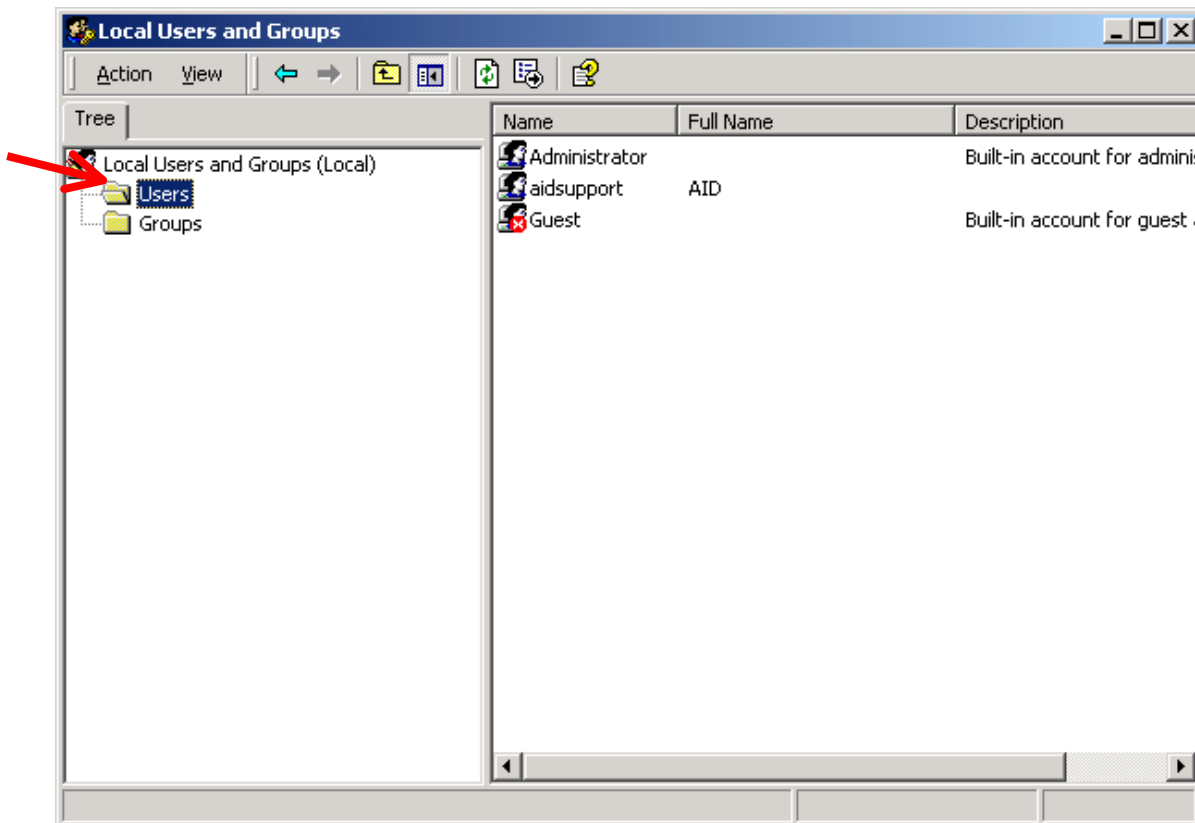 Local Users and Groups
Action View
Tree
Name Full Name Description
Local Users and Groups (Local)
Users
Groups
Administrator Built-in account for adminis
aidsupport AID
Guest Built-in account for guest